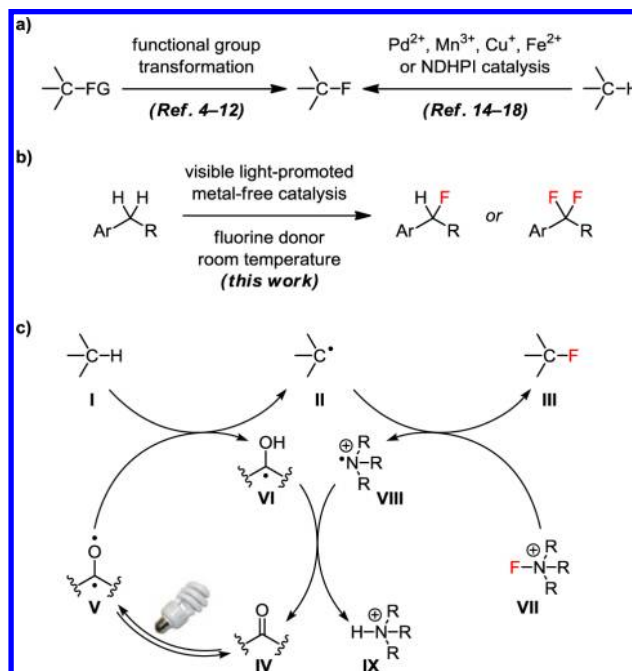 a)
functional group
transformation
Pd2+, Mn3+, Cu+, Fe2+
or NDHPI catalysis
C FG
C F
C H
(Ref. 4–12)
(Ref. 14–18)
b)
visible light-promoted
metal-free catalysis
H H
Ar R
H F
Ar R
or
F F
Ar R
fluorine donor
room temperature
(this work)
c)
C H
C•
C F
I
II
III
OH
•
VI
⊕
•N R
R
R
VIII
•
O
•
V
O
IV
⊕
H–N R
R
R
IX
⊕
F–N R
R
R
VII